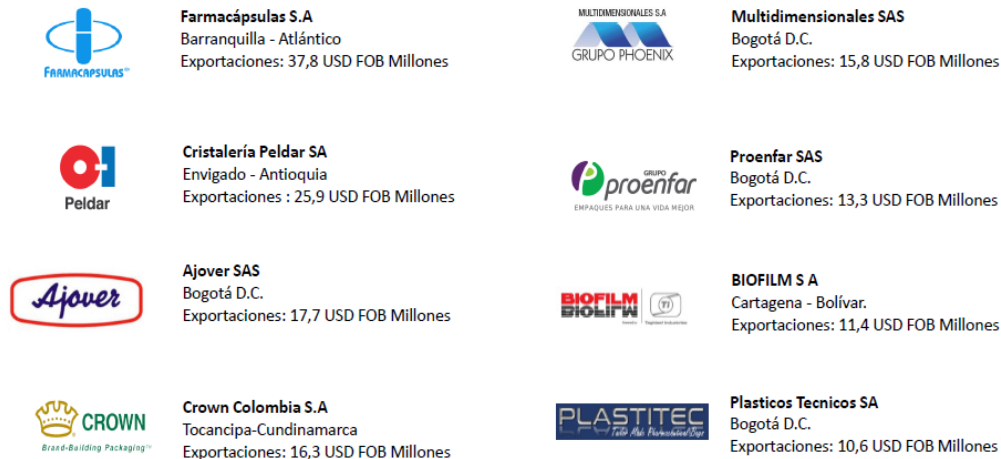 FARMACAPSULAS®
Farmacápsulas S.A
Barranquilla - Atlántico
Exportaciones: 37,8 USD FOB Millones
MULTIDIMENSIONALES S.A
GRUPO PHOENIX
Multidimensionales SAS
Bogotá D.C.
Exportaciones: 15,8 USD FOB Millones
Peldar
Cristalería Peldar SA
Envigado - Antioquia
Exportaciones : 25,9 USD FOB Millones
GRUPO
proenfar
EMPAQUES PARA UNA VIDA MEJOR
Proenfar SAS
Bogotá D.C.
Exportaciones: 13,3 USD FOB Millones
Ajover
Ajover SAS
Bogotá D.C.
Exportaciones: 17,7 USD FOB Millones
BIOFILM
BIOFILM S A
Cartagena - Bolívar.
Exportaciones: 11,4 USD FOB Millones
CROWN
Brand-Building Packaging™
Crown Colombia S.A
Tocancipa-Cundinamarca
Exportaciones: 16,3 USD FOB Millones
PLASTITEC
Plasticos Tecnicos SA
Bogotá D.C.
Exportaciones: 10,6 USD FOB Millones